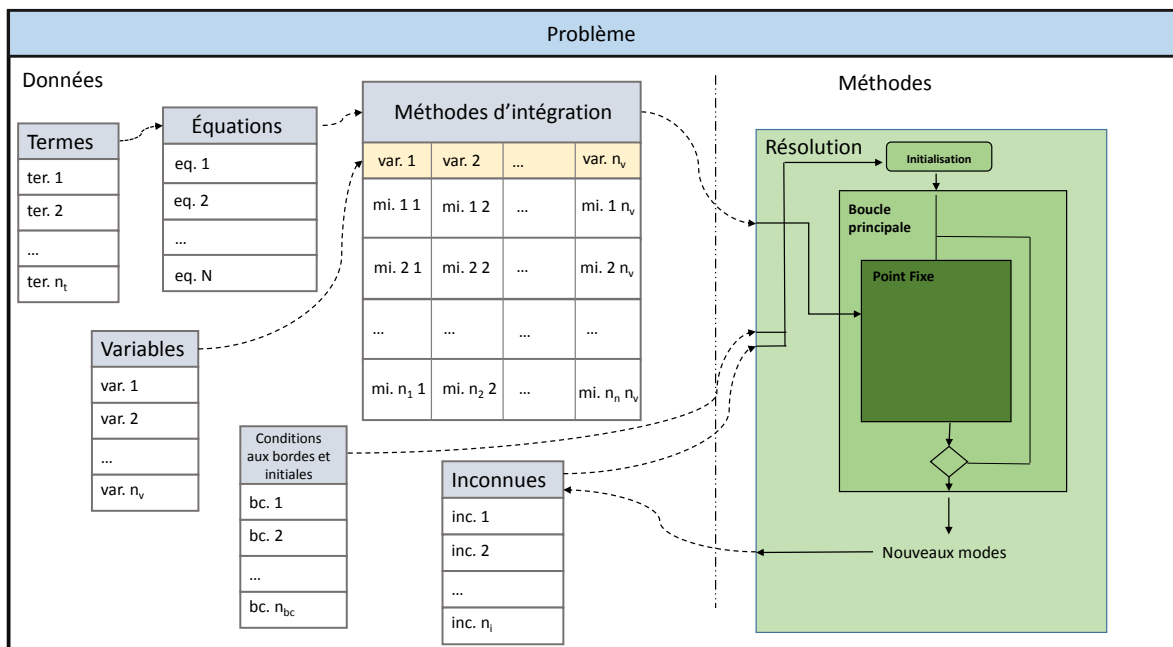 Problème
Données
Méthodes
Termes
ter. 1
ter. 2
...
ter. nt
Équations
eq. 1
eq. 2
...
eq. N
Méthodes d'intégration
var. 1 var. 2 ... var. nv
mi. 1 1 mi. 1 2 ... mi. 1 nv
mi. 2 1 mi. 2 2 ... mi. 2 nv
... ... ... ...
mi. n1 1 mi. n2 2 ... mi. nn nv
Variables
var. 1
var. 2
...
var. nv
Conditions
aux bordes et
initiales
bc. 1
bc. 2
...
bc. nbc
Inconnues
inc. 1
inc. 2
...
inc. ni
Résolution
Initialisation
Boucle
principale
Point Fixe
Nouveaux modes